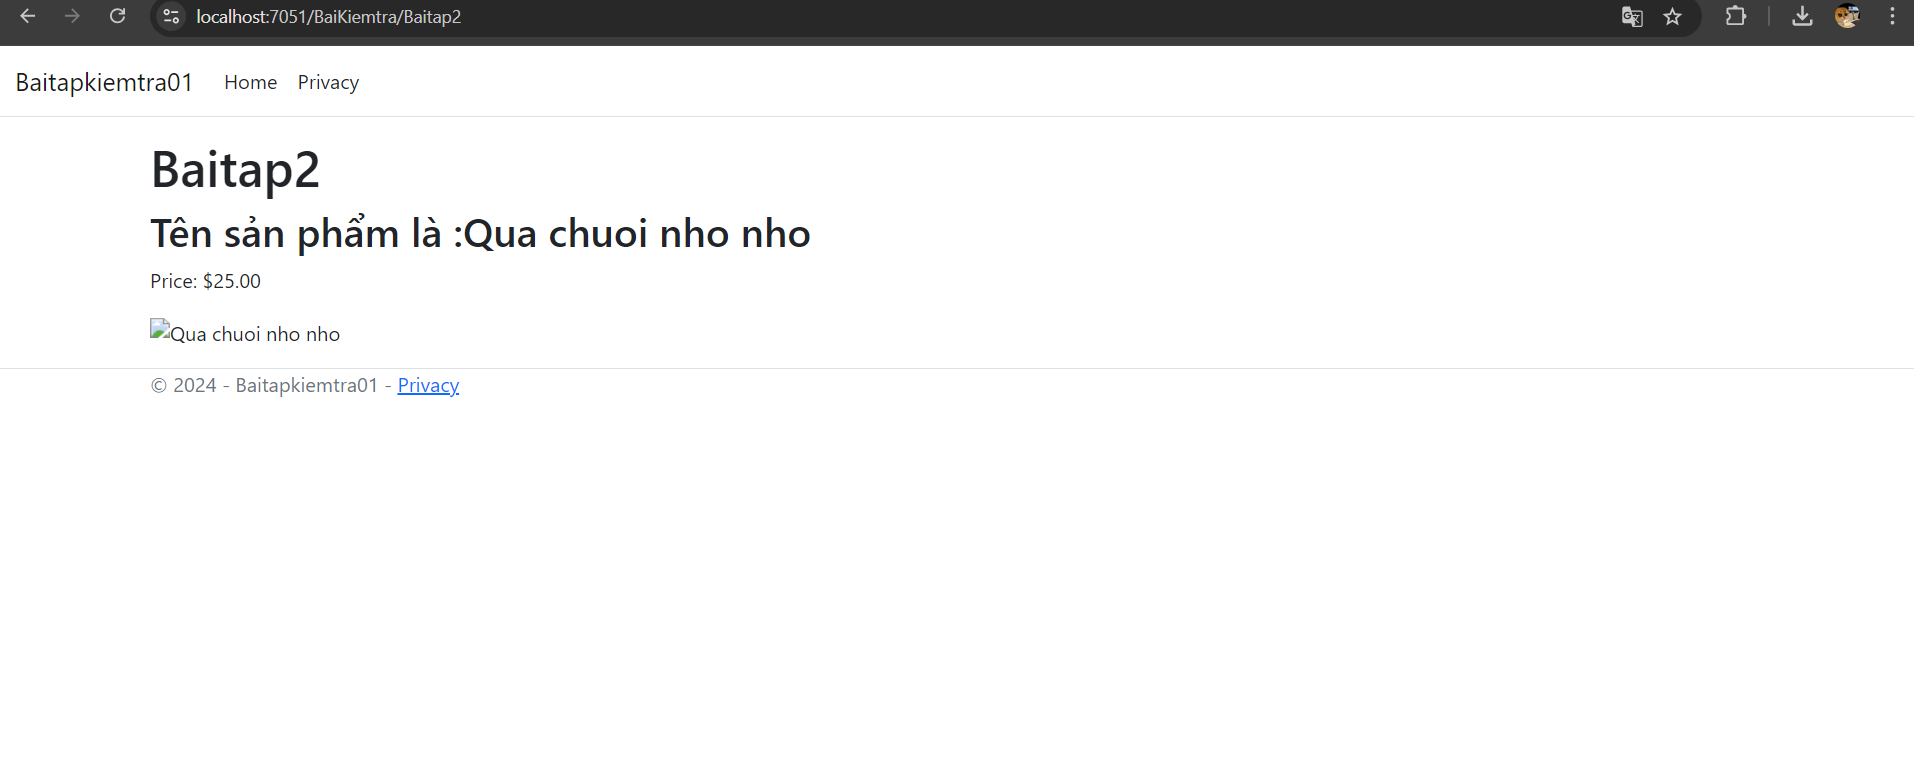 localhost:7051/BaiKiemtra/Baitap2
Baitapkiemtra01 Home Privacy
Baitap2
Tên sản phẩm là :Qua chuoi nho nho
Price: $25.00
Qua chuoi nho nho
© 2024 - Baitapkiemtra01 - Privacy